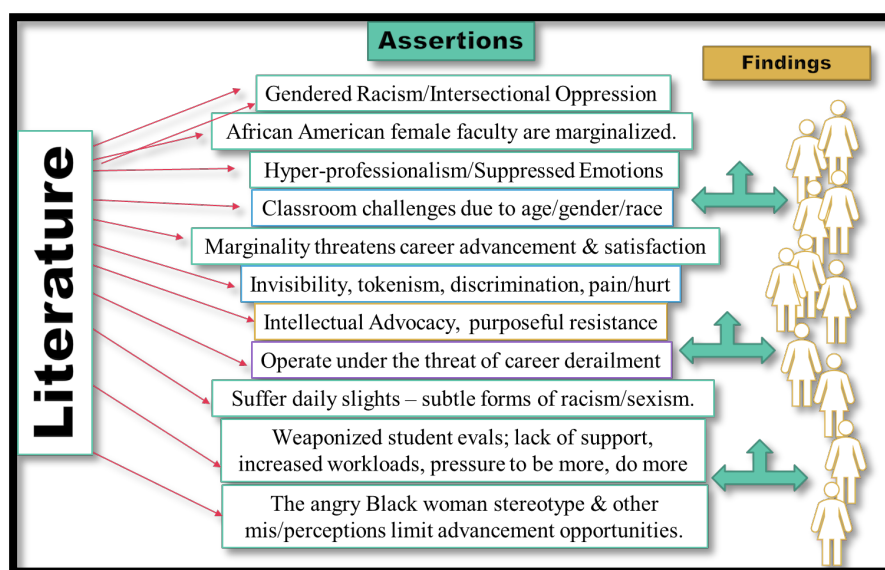 Assertions
Findings
Literature
Gendered Racism/Intersectional Oppression
African American female faculty are marginalized.
Hyper-professionalism/Suppressed Emotions
Classroom challenges due to age/gender/race
Marginality threatens career advancement & satisfaction
Invisibility, tokenism, discrimination, pain/hurt
Intellectual Advocacy, purposeful resistance
Operate under the threat of career derailment
Suffer daily slights – subtle forms of racism/sexism.
Weaponized student evals; lack of support,
increased workloads, pressure to be more, do more
The angry Black woman stereotype & other
mis/perceptions limit advancement opportunities.